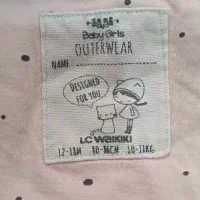 Baby Girls
OUTERWEAR
NAME:
DESIGNED
FOR YOU
LC WAIKIKI
12-18M 80-86CM 10-11KG